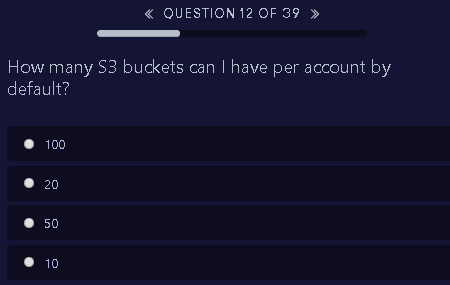 « QUESTION 12 OF 39 »
How many S3 buckets can I have per account by
default?
100
20
50
10